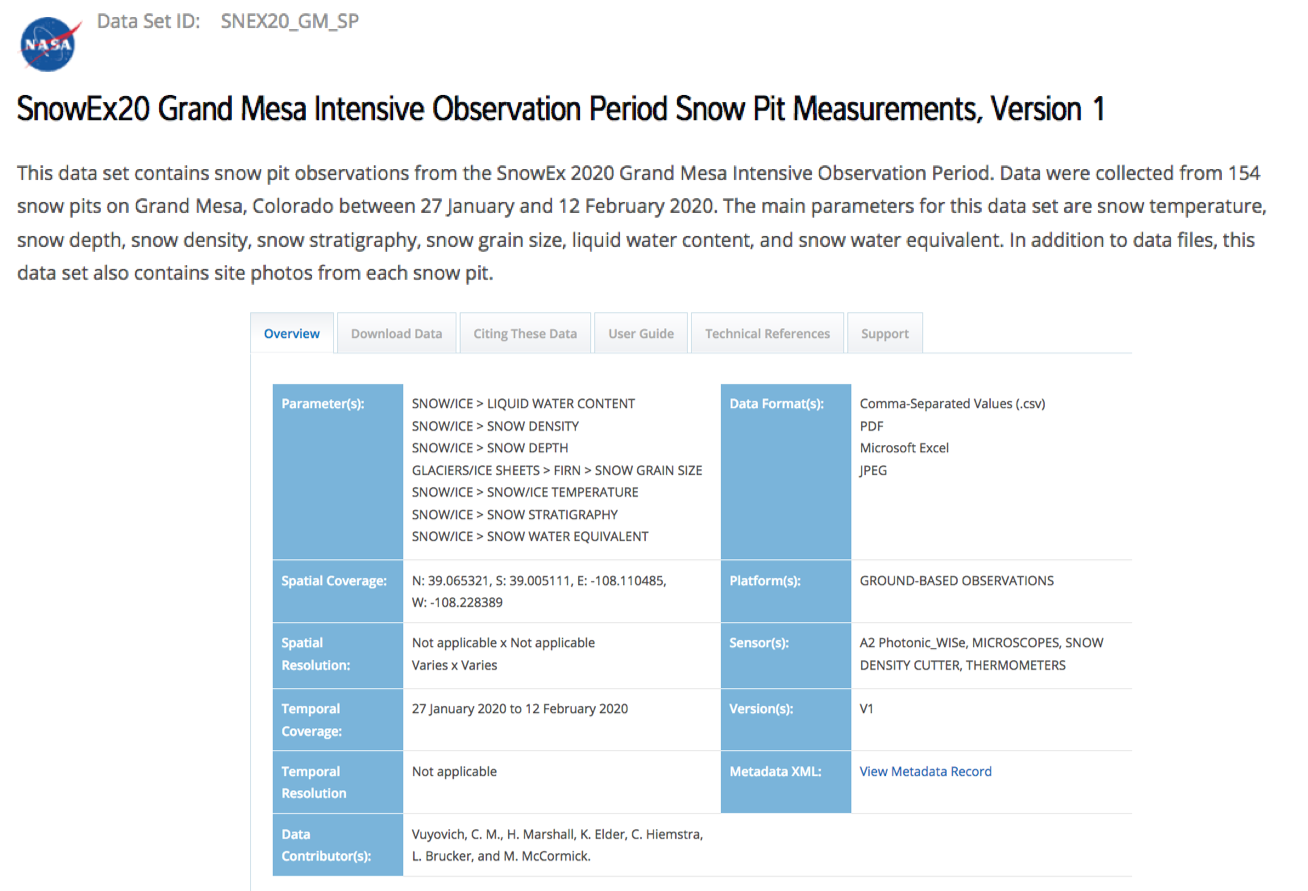 Data Set ID: SNEX20_GM_SP
NASA
SnowEx20 Grand Mesa Intensive Observation Period Snow Pit Measurements, Version 1
This data set contains snow pit observations from the SnowEx 2020 Grand Mesa Intensive Observation Period. Data were collected from 154
snow pits on Grand Mesa, Colorado between 27 January and 12 February 2020. The main parameters for this data set are snow temperature,
snow depth, snow density, snow stratigraphy, snow grain size, liquid water content, and snow water equivalent. In addition to data files, this
data set also contains site photos from each snow pit.
Overview Download Data Citing These Data User Guide Technical References Support
Parameter(s):
SNOW/ICE > LIQUID WATER CONTENT
SNOW/ICE > SNOW DENSITY
SNOW/ICE > SNOW DEPTH
GLACIERS/ICE SHEETS > FIRN > SNOW GRAIN SIZE
SNOW/ICE > SNOW/ICE TEMPERATURE
SNOW/ICE > SNOW STRATIGRAPHY
SNOW/ICE > SNOW WATER EQUIVALENT
Data Format(s):
Comma-Separated Values (.csv)
PDF
Microsoft Excel
JPEG
Spatial Coverage:
N: 39.065321, S: 39.005111, E: -108.110485,
W: -108.228389
Platform(s):
GROUND-BASED OBSERVATIONS
Spatial
Resolution:
Not applicable x Not applicable
Varies x Varies
Sensor(s):
A2 Photonic_WISe, MICROSCOPES, SNOW
DENSITY CUTTER, THERMOMETERS
Temporal
Coverage:
27 January 2020 to 12 February 2020
Version(s):
V1
Temporal
Resolution
Not applicable
Metadata XML:
View Metadata Record
Data
Contributor(s):
Vuyovich, C. M., H. Marshall, K. Elder, C. Hiemstra,
L. Brucker, and M. McCormick.